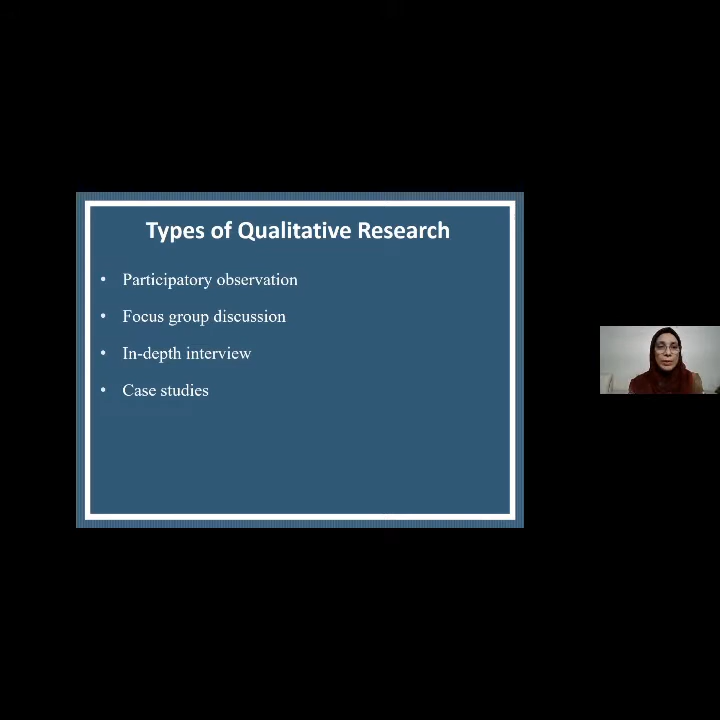 Types of Qualitative Research
• Participatory observation
• Focus group discussion
• In-depth interview
• Case studies